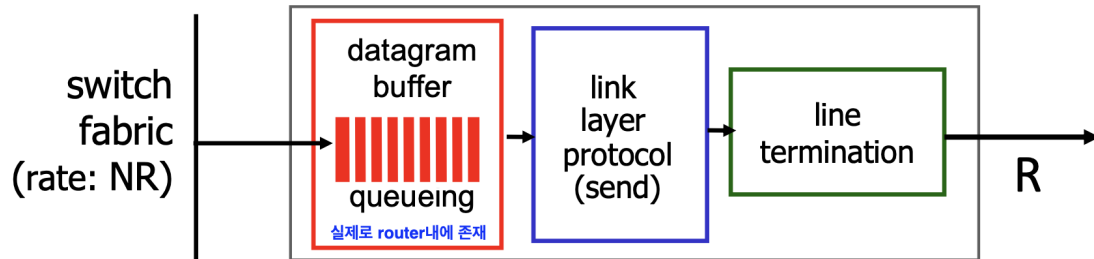 switch
fabric
(rate: NR)
datagram
buffer
queueing
실제로 router내에 존재
link
layer
protocol
(send)
line
termination
R